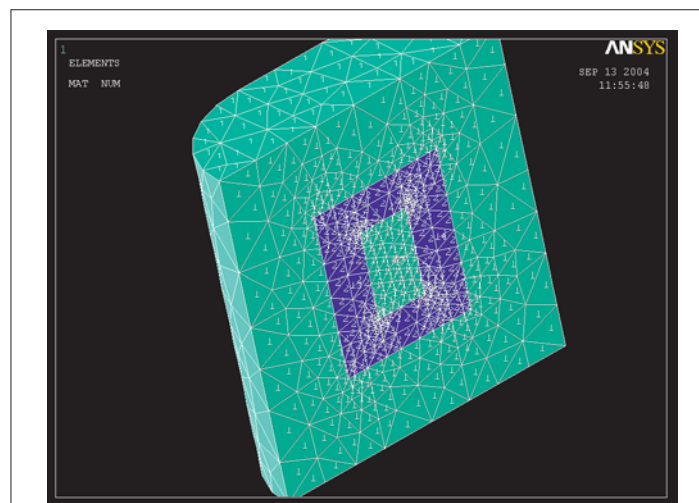 1
ELEMENTS
MAT NUM
ANSYS
SEP 13 2004
11:55:48